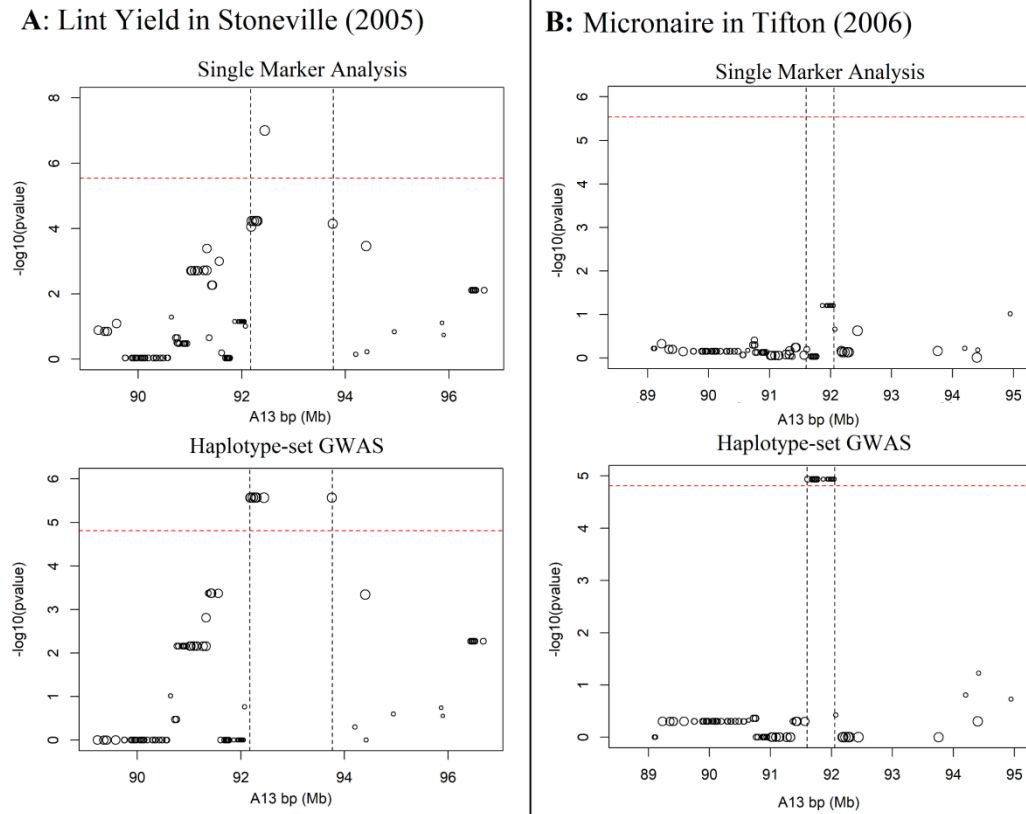 A: Lint Yield in Stoneville (2005)
Single Marker Analysis
8
6
4
2
0
-log10(pvalue)
90 92 94 96
A13 bp (Mb)
Haplotype-set GWAS
6
5
4
3
2
1
0
-log10(pvalue)
90 92 94 96
A13 bp (Mb)
B: Micronaire in Tifton (2006)
Single Marker Analysis
6
5
4
3
2
1
0
-log10(pvalue)
89 90 91 92 93 94 95
A13 bp (Mb)
Haplotype-set GWAS
5
4
3
2
1
0
-log10(pvalue)
89 90 91 92 93 94 95
A13 bp (Mb)